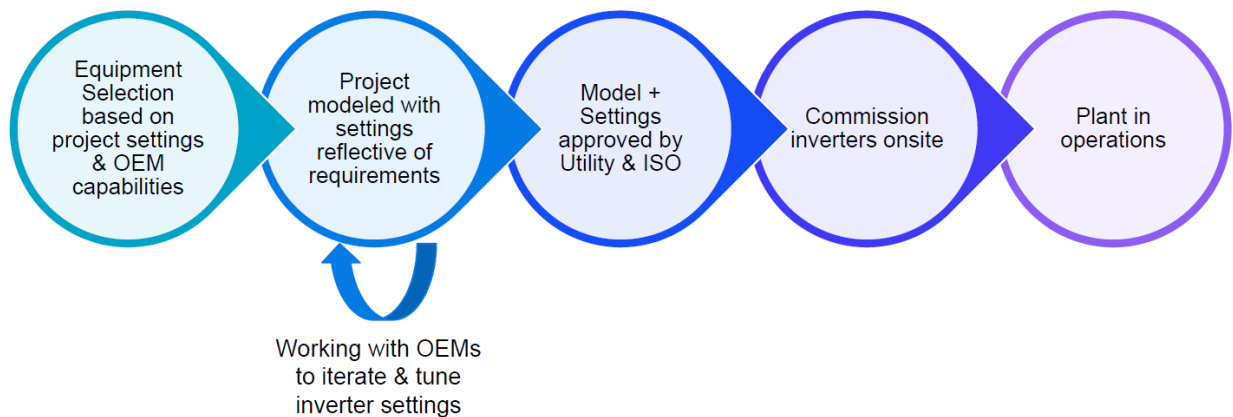 Equipment
Selection
based on
project settings
& OEM
capabilities
Project
modeled with
settings
reflective of
requirements
Model +
Settings
approved by
Utility & ISO
Commission
inverters onsite
Plant in
operations
Working with OEMs
to iterate & tune
inverter settings